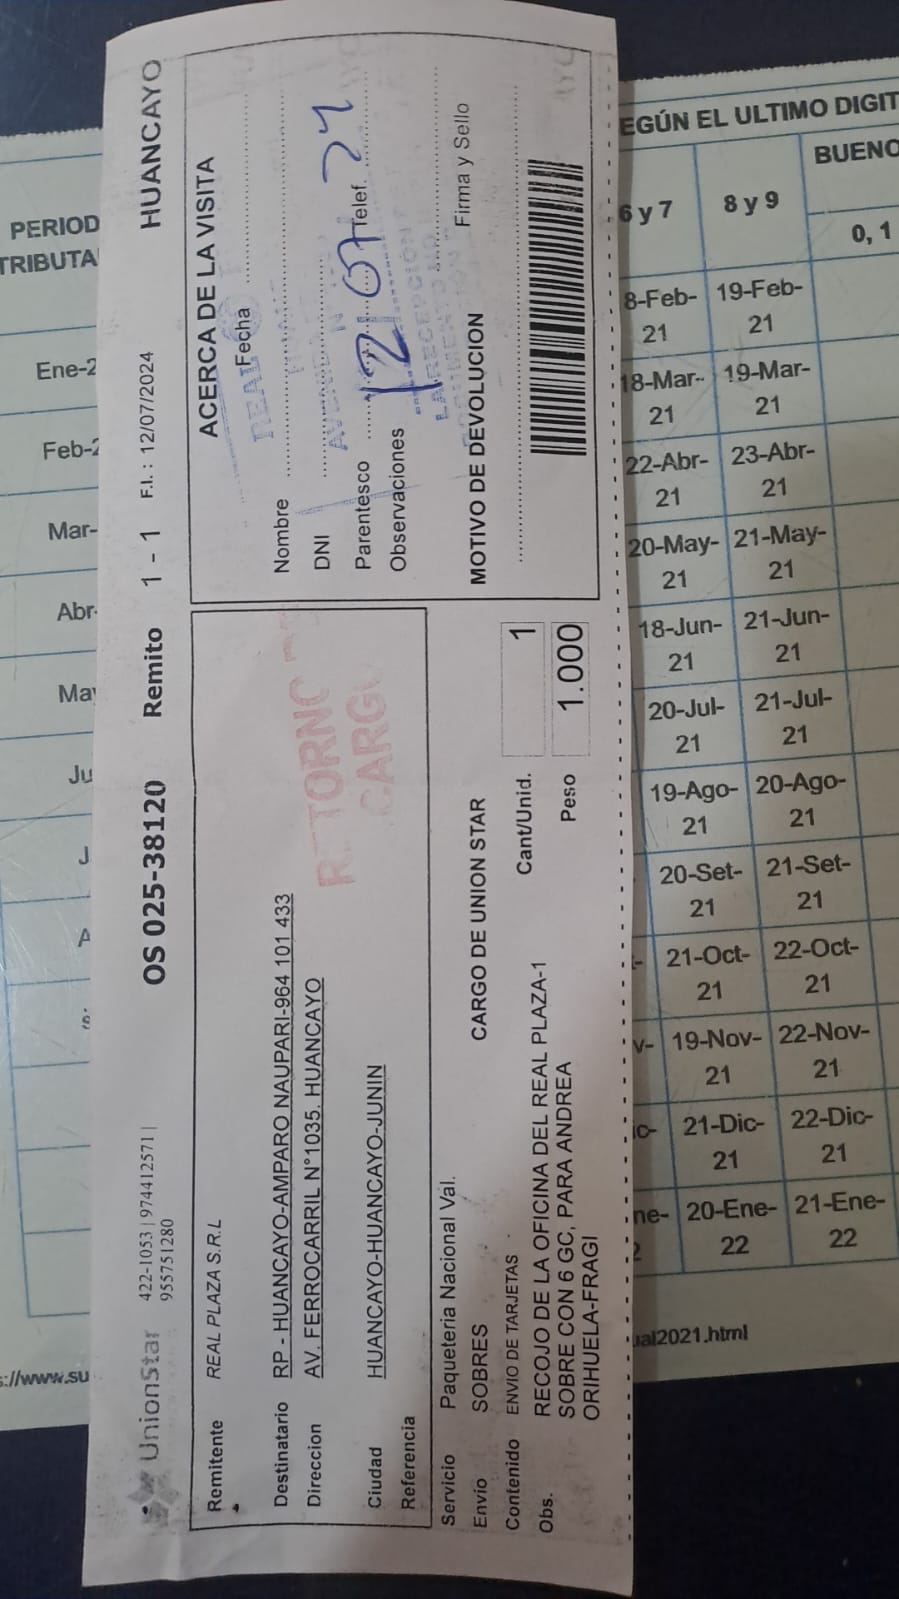 UnionStar
422-1053 | 974412571 |
955751280
OS 025-38120
Remito
1 - 1
F.I. : 12/07/2024
HUANCAYO
Remitente REAL PLAZA S.R.L
Destinatario RP - HUANCAYO-AMPARO NAUPARI-964 101 433
Direccion AV. FERROCARRIL N°1035. HUANCAYO
Ciudad HUANCAYO-HUANCAYO-JUNIN
Referencia
CARGO
Servicio Paqueteria Nacional Val.
Envío SOBRES CARGO DE UNION STAR
Contenido ENVIO DE TARJETAS
Cant/Unid. 1
Obs. RECOJO DE LA OFICINA DEL REAL PLAZA-1
SOBRE CON 6 GC, PARA ANDREA
ORIHUELA-FRAGI
Peso 1.000
ACERCA DE LA VISITA
Fecha
Nombre
DNI
Parentesco Telef.
12 07 24
Observaciones
MOTIVO DE DEVOLUCION
Firma y Sello
EGÚN EL ULTIMO DIGIT
PERIOD
TRIBUTA
6 y 7 8 y 9 BUENO
0, 1
Ene-2 8-Feb-21 19-Feb-21
Feb-2 18-Mar-21 19-Mar-21
Mar- 22-Abr-21 23-Abr-21
Abr- 20-May-21 21-May-21
May 18-Jun-21 21-Jun-21
Ju 20-Jul-21 21-Jul-21
J 19-Ago-21 20-Ago-21
A 20-Set-21 21-Set-21
21-Oct-21 22-Oct-21
19-Nov-21 22-Nov-21
21-Dic-21 22-Dic-21
20-Ene-22 21-Ene-22
s://www.su
ual2021.html